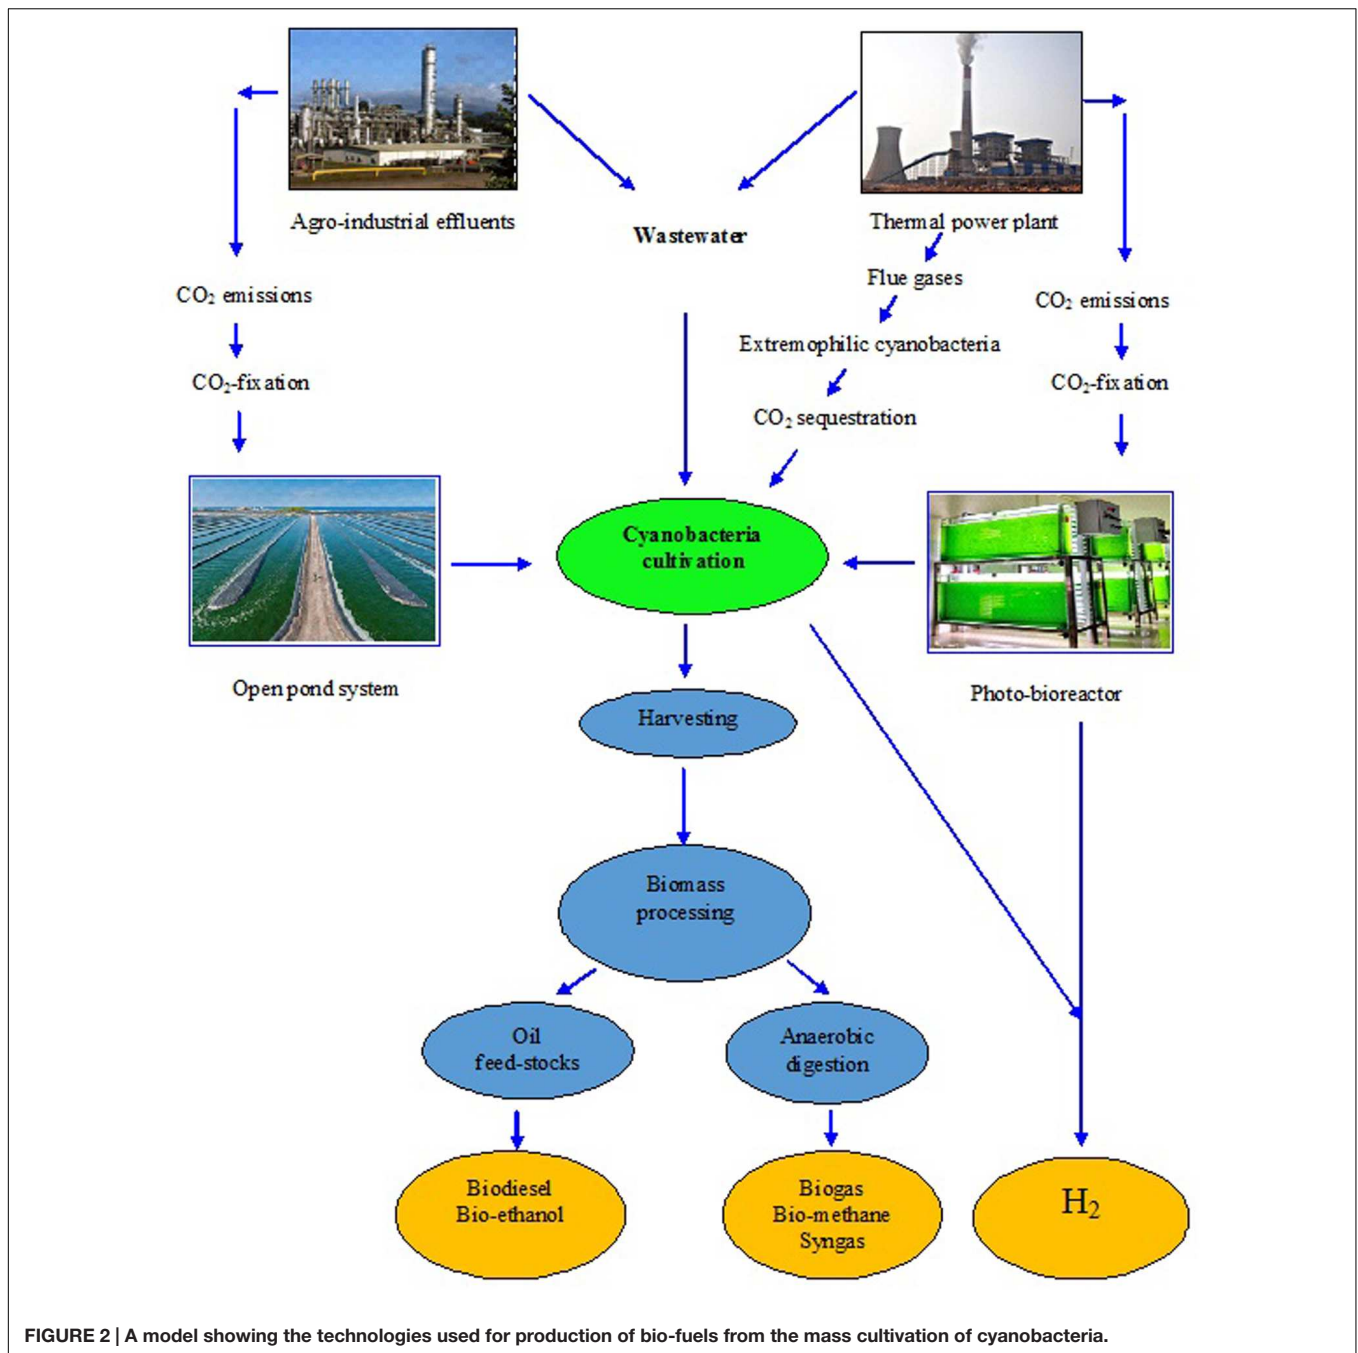 Agro-industrial effluents
Wastewater
Thermal power plant
Flue gases
CO₂ emissions
CO₂ emissions
Extremophilic cyanobacteria
CO₂-fixation
CO₂-fixation
CO₂ sequestration
Cyanobacteria
cultivation
Open pond system
Photo-bioreactor
Harvesting
Biomass
processing
Oil
feed-stocks
Anaerobic
digestion
Biodiesel
Bio-ethanol
Biogas
Bio-methane
Syngas
H₂
FIGURE 2 | A model showing the technologies used for production of bio-fuels from the mass cultivation of cyanobacteria.